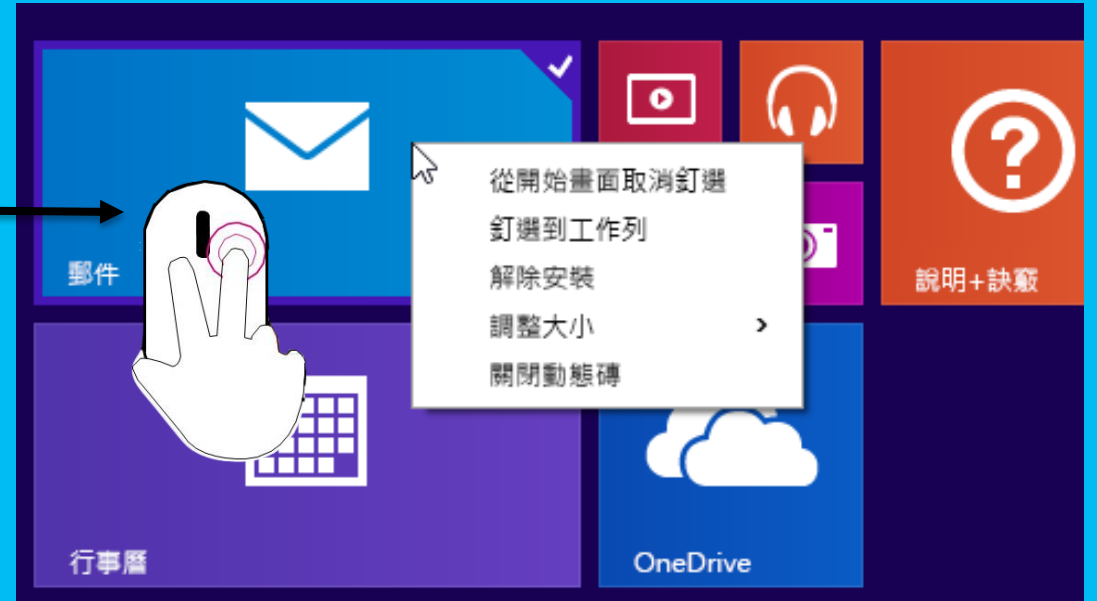 郵件
從開始畫面取消釘選
釘選到工作列
解除安裝
調整大小
關閉動態磚
說明+訣竅
行事曆
OneDrive